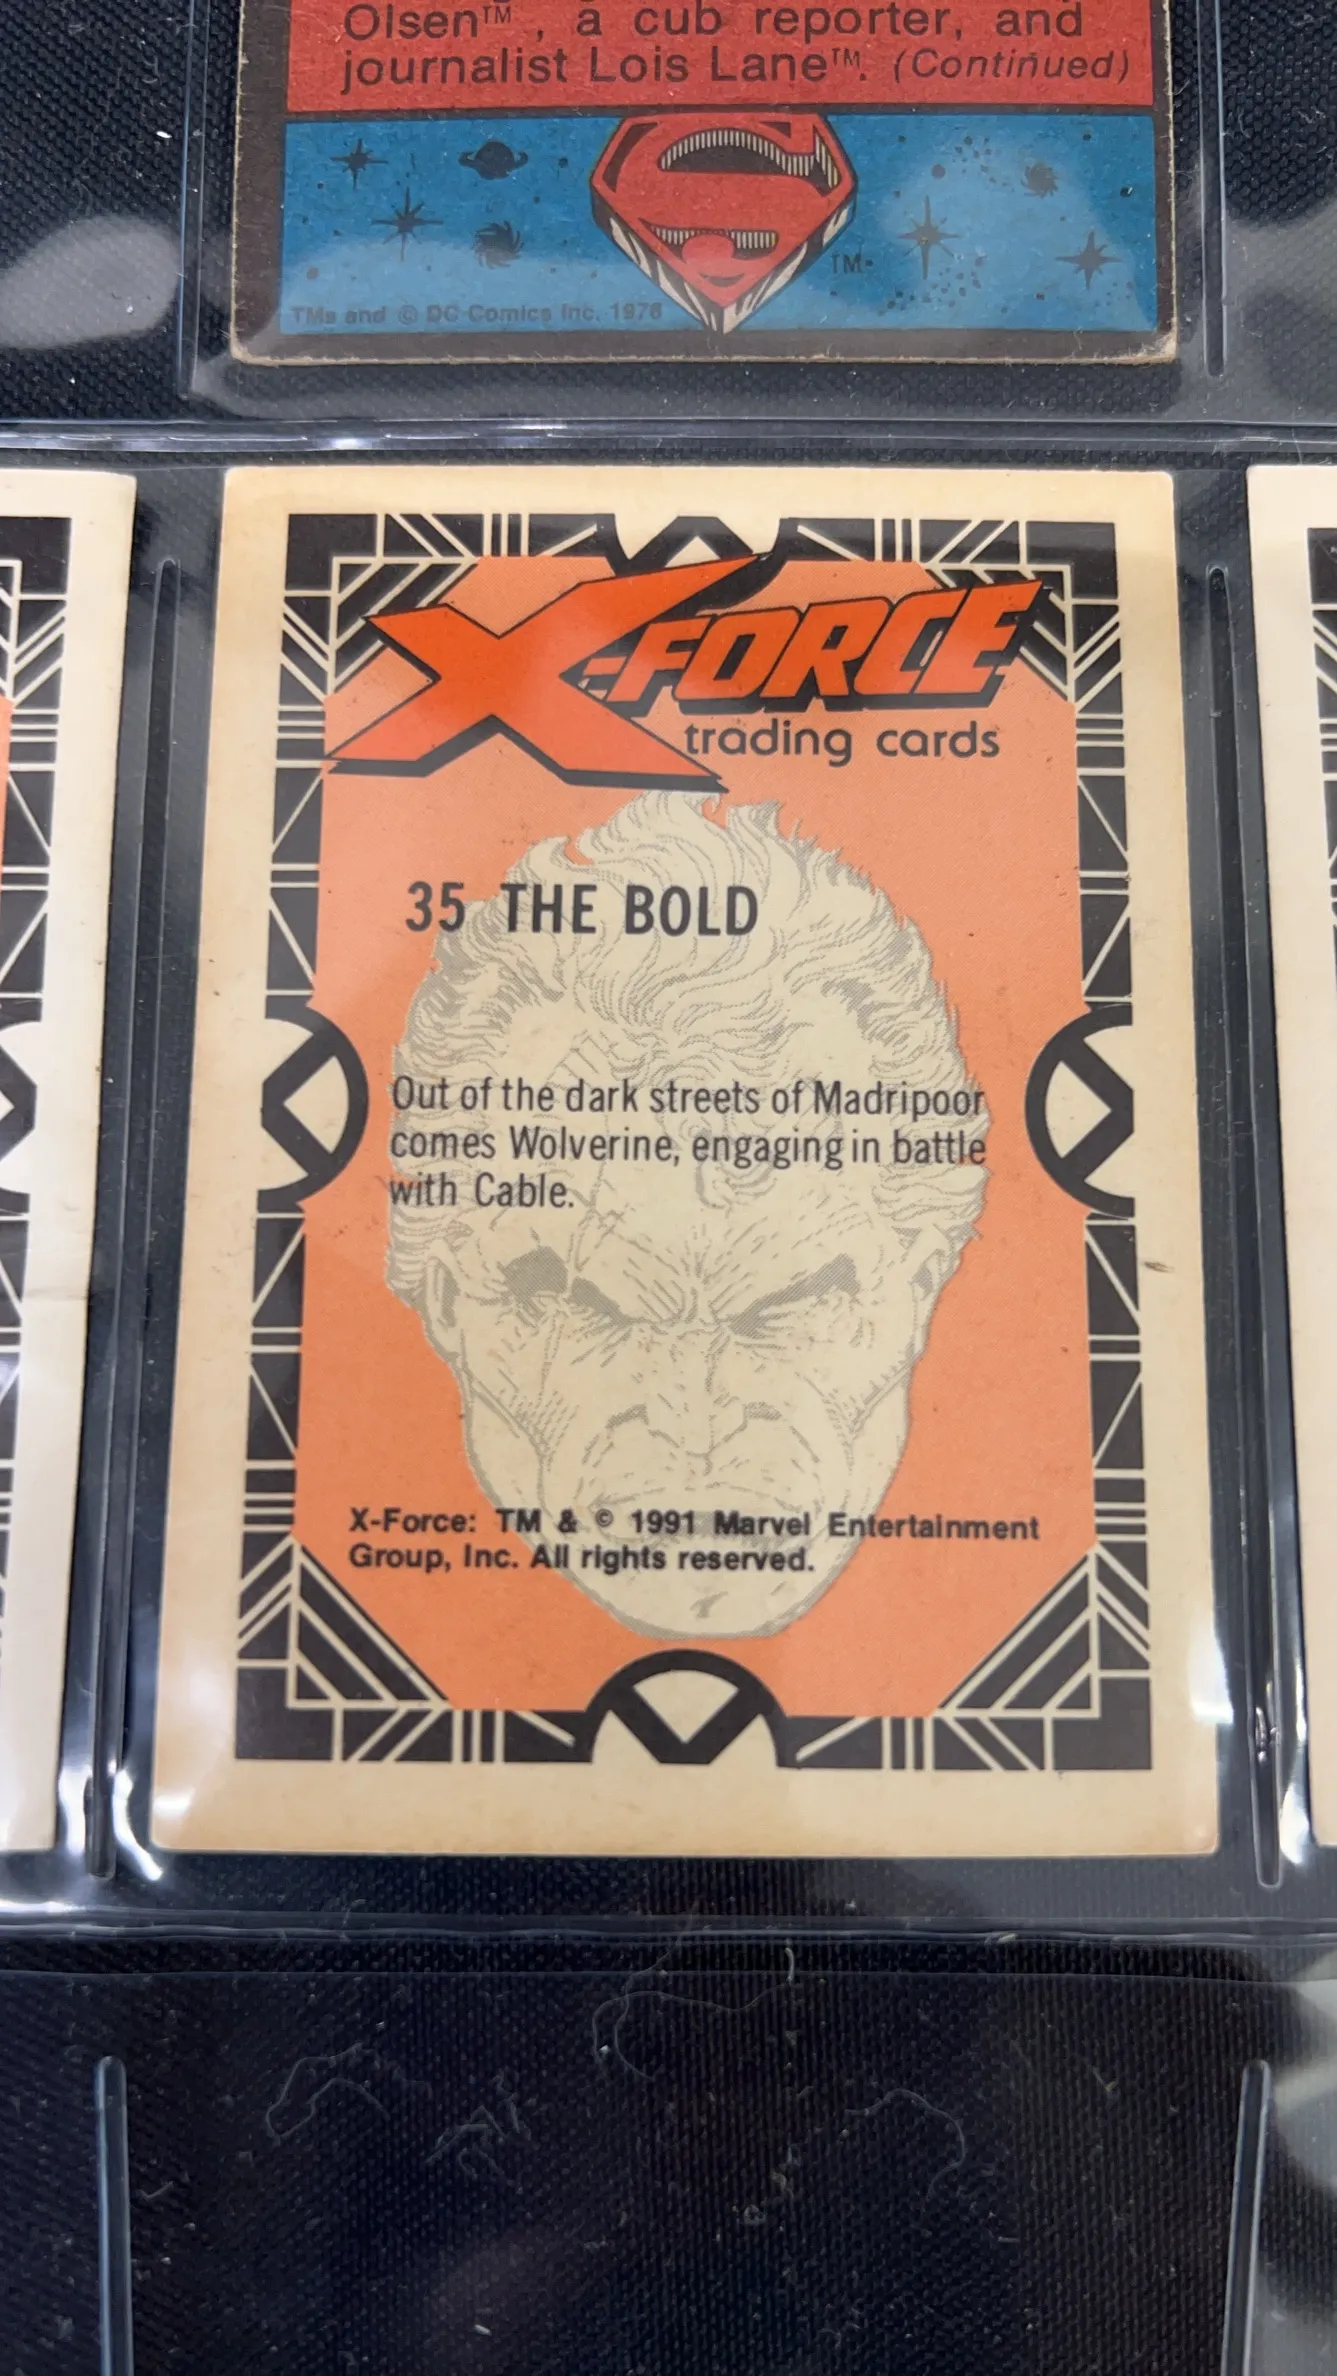 Olsen™, a cub reporter, and
journalist Lois Lane™. (Continued)
S
TM
TMs and © DC Comics Inc. 1978
X-FORCE
trading cards
35 THE BOLD
Out of the dark streets of Madripoor
comes Wolverine, engaging in battle
with Cable.
X-Force: TM & © 1991 Marvel Entertainment
Group, Inc. All rights reserved.